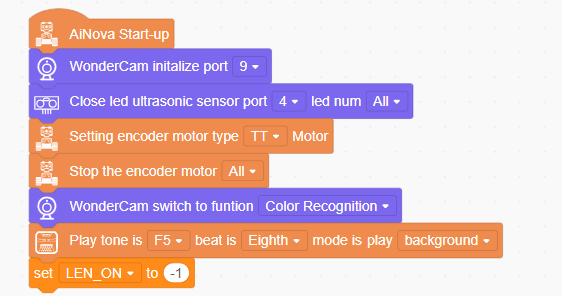 AiNova Start-up
WonderCam initalize port 9
Close led ultrasonic sensor port 4 led num All
Setting encoder motor type TT Motor
Stop the encoder motor All
WonderCam switch to funtion Color Recognition
Play tone is F5 beat is Eighth mode is play background
set LEN_ON to -1